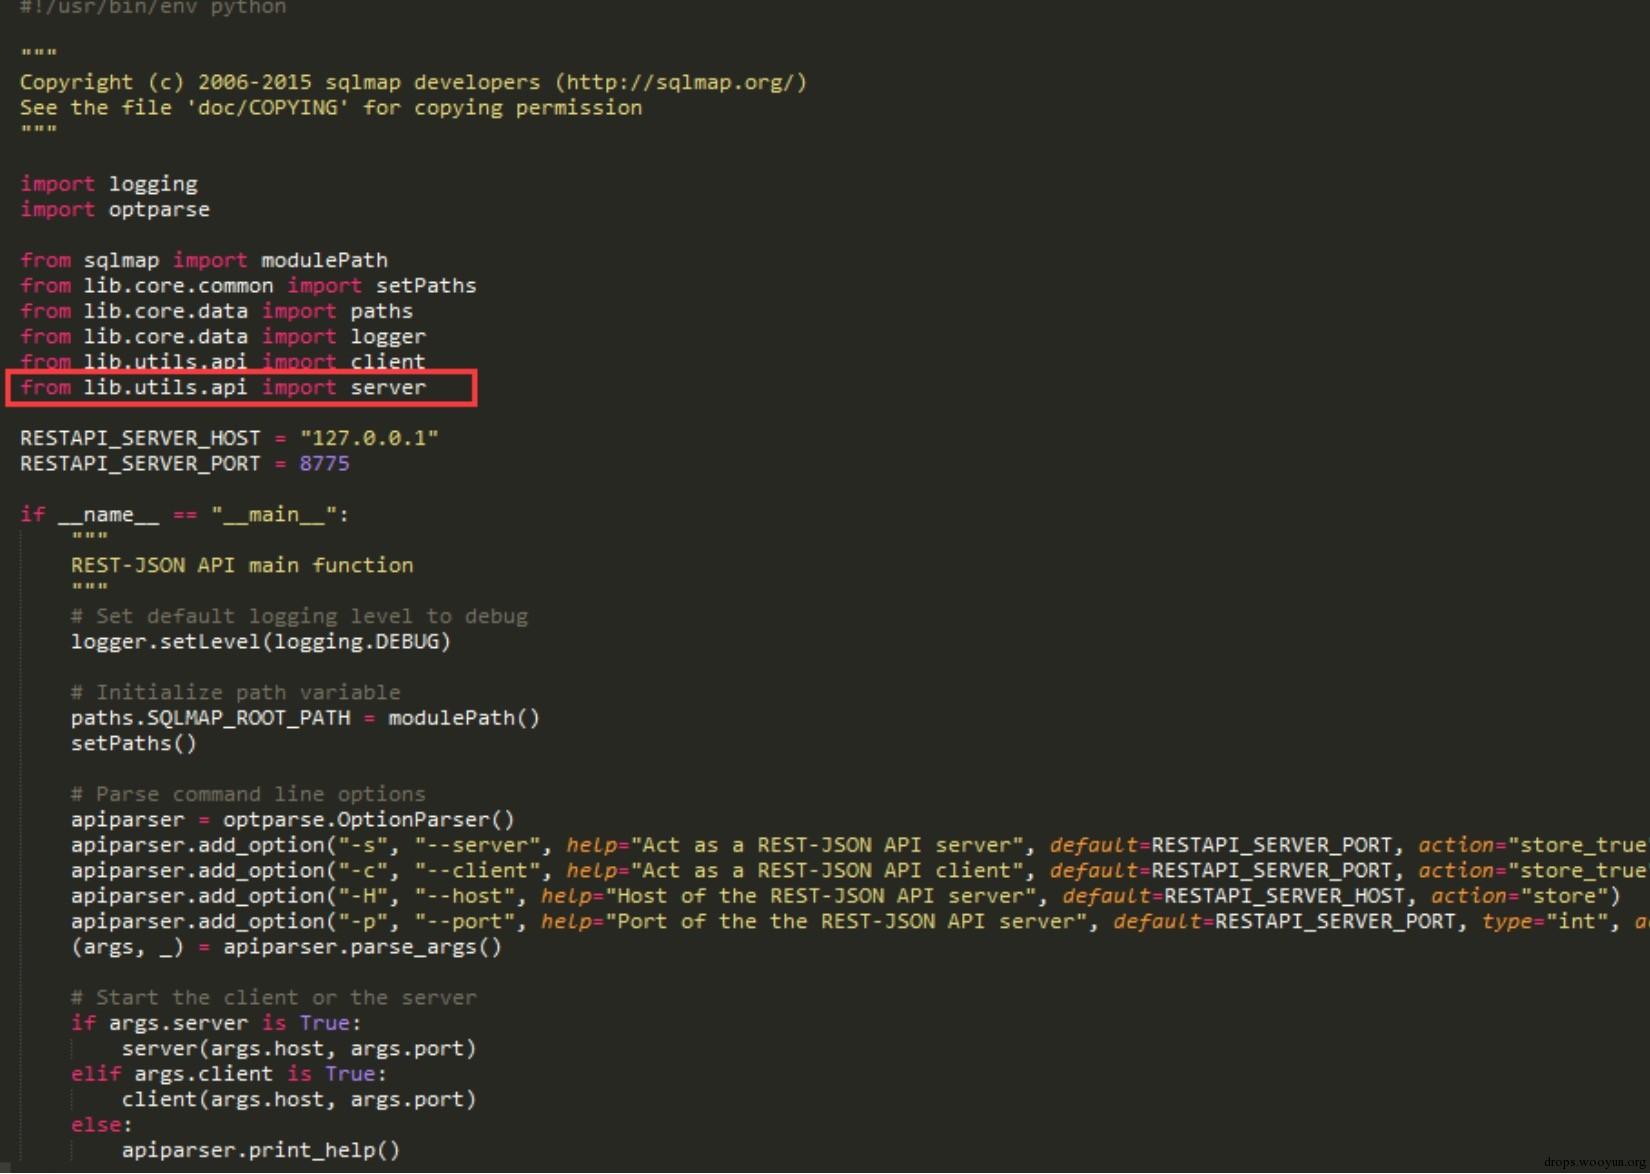 #!/usr/bin/env python
"""
Copyright (c) 2006-2015 sqlmap developers (http://sqlmap.org/)
See the file 'doc/COPYING' for copying permission
"""
import logging
import optparse
from sqlmap import modulePath
from lib.core.common import setPaths
from lib.core.data import paths
from lib.core.data import logger
from lib.utils.api import client
from lib.utils.api import server
RESTAPI_SERVER_HOST = "127.0.0.1"
RESTAPI_SERVER_PORT = 8775
if __name__ == "__main__":
    """
    REST-JSON API main function
    """
    # Set default logging level to debug
    logger.setLevel(logging.DEBUG)
    # Initialize path variable
    paths.SQLMAP_ROOT_PATH = modulePath()
    setPaths()
    # Parse command line options
    apiparser = optparse.OptionParser()
    apiparser.add_option("-s", "--server", help="Act as a REST-JSON API server", default=RESTAPI_SERVER_PORT, action="store_true
    apiparser.add_option("-c", "--client", help="Act as a REST-JSON API client", default=RESTAPI_SERVER_PORT, action="store_true
    apiparser.add_option("-H", "--host", help="Host of the REST-JSON API server", default=RESTAPI_SERVER_HOST, action="store")
    apiparser.add_option("-p", "--port", help="Port of the the REST-JSON API server", default=RESTAPI_SERVER_PORT, type="int",
    (args, _) = apiparser.parse_args()
    # Start the client or the server
    if args.server is True:
        server(args.host, args.port)
    elif args.client is True:
        client(args.host, args.port)
    else:
        apiparser.print_help()
drops.wooyun.org